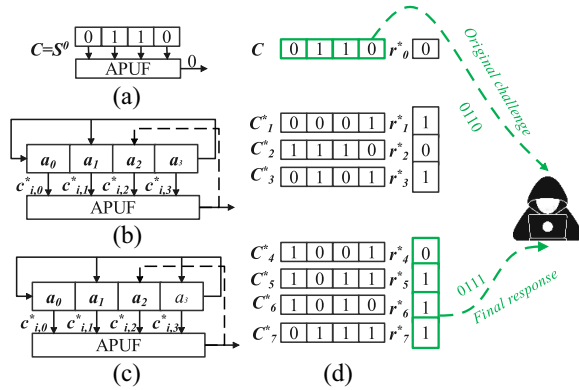 C=S⁰ 0 1 1 0
APUF 0
(a)
a₀ a₁ a₂ a₃
c*ᵢ,₀ c*ᵢ,₁ c*ᵢ,₂ c*ᵢ,₃
APUF
(b)
a₀ a₁ a₂ a₃
c*ᵢ,₀ c*ᵢ,₁ c*ᵢ,₂ c*ᵢ,₃
APUF
(c)
C 0 1 1 0 r*₀ 0
C*₁ 0 0 0 1 r*₁ 1
C*₂ 1 1 1 0 r*₂ 0
C*₃ 0 1 0 1 r*₃ 1
C*₄ 1 0 0 1 r*₄ 0
C*₅ 1 0 1 1 r*₅ 1
C*₆ 1 0 1 0 r*₆ 1
C*₇ 0 1 1 1 r*₇ 1
(d)
Original challenge
0110
0111
Final response